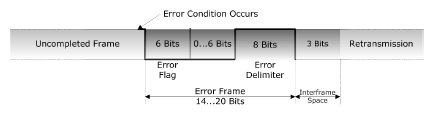 Error Condition Occurs
Uncompleted Frame
6 Bits
0...6 Bits
8 Bits
3 Bits
Retransmission
Error
Flag
Error
Delimiter
Error Frame
14...20 Bits
Interframe
Space